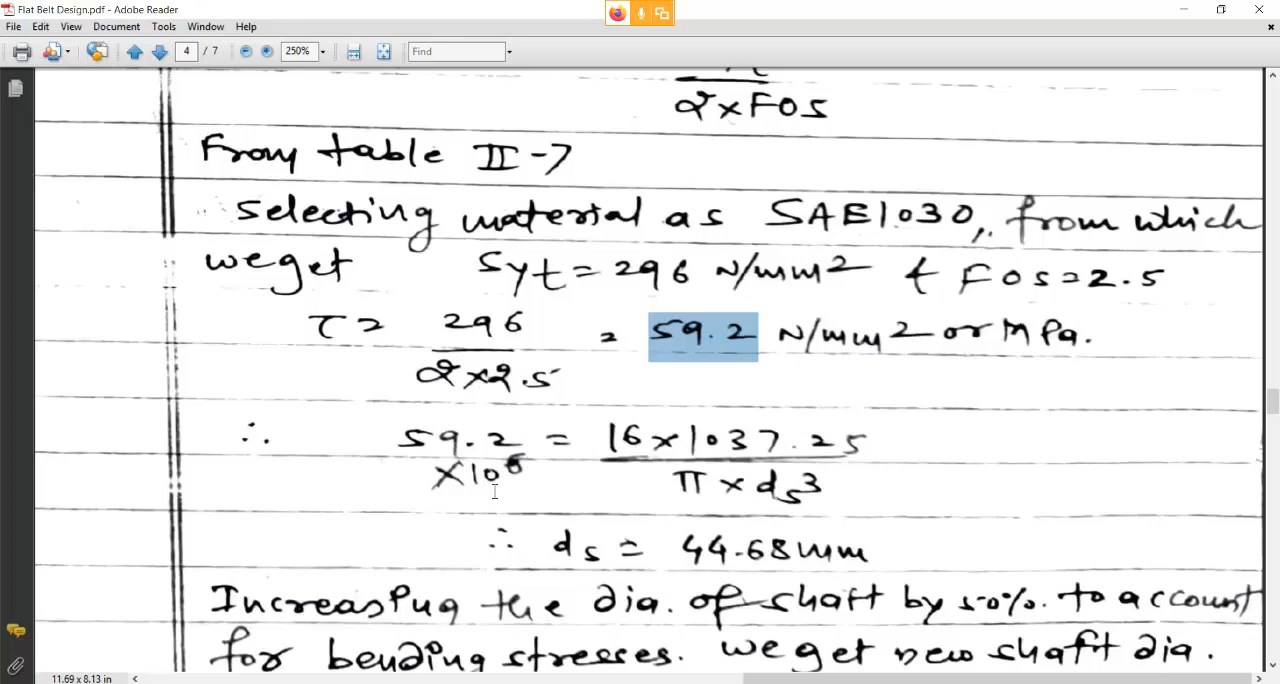 Flat Belt Design.pdf - Adobe Reader
File Edit View Document Tools Window Help
4 / 7 250% Find
2 x FOS
From table II-7
selecting material as SAE1030, from which
we get Syt = 296 N/mm2 & FOS = 2.5
τ = 296 = 59.2 N/mm2 or MPa.
2 x 2.5
∴ 59.2 = 16 x 1037.25
x10^6 π x ds3
∴ ds = 44.68 mm
Increasing the dia. of shaft by 50%. to account
for bending stresses. we get new shaft dia.
11.69 x 8.13 in